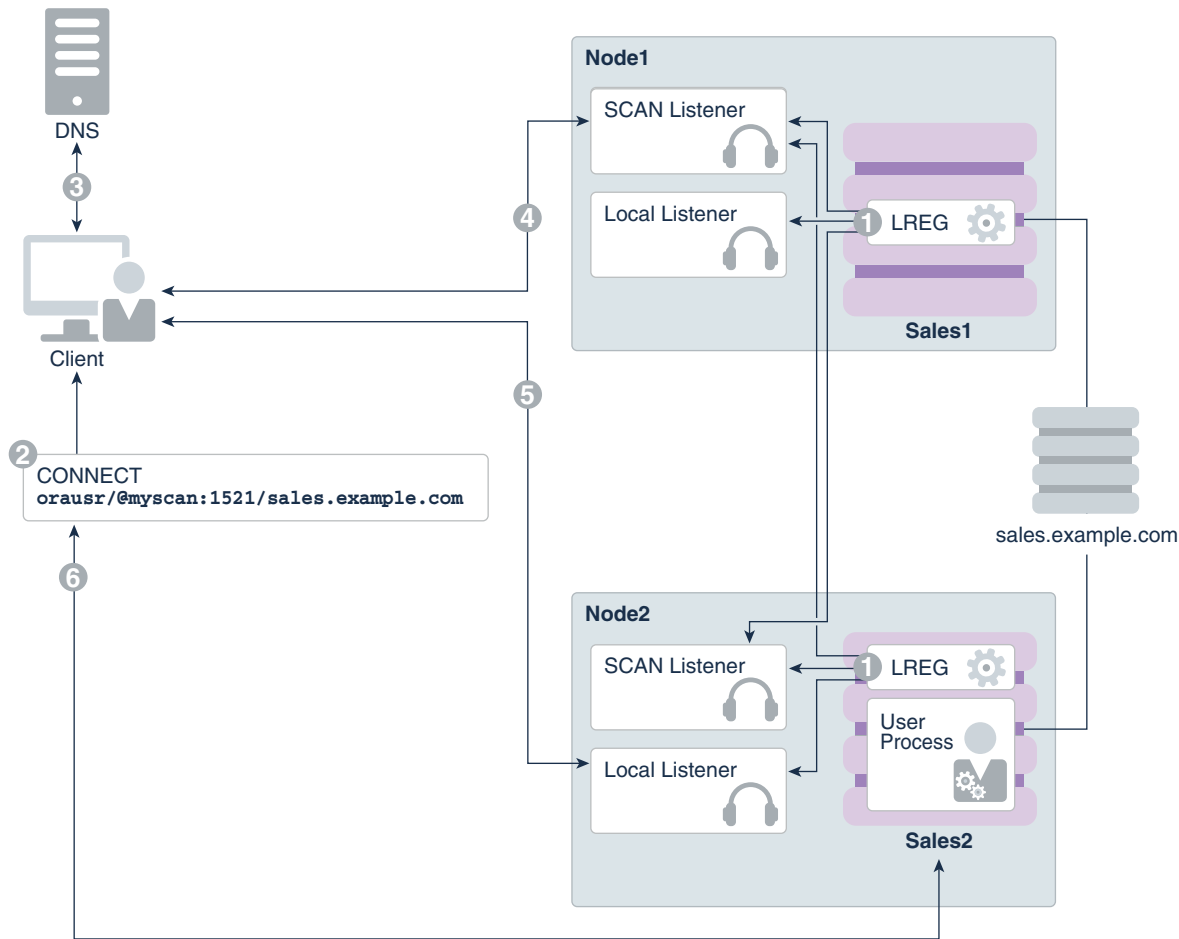 DNS
3
Client
2
CONNECT
orausr/@myscan:1521/sales.example.com
6
4
5
Node1
SCAN Listener
Local Listener
1
LREG
Sales1
sales.example.com
Node2
SCAN Listener
Local Listener
1
LREG
User
Process
Sales2